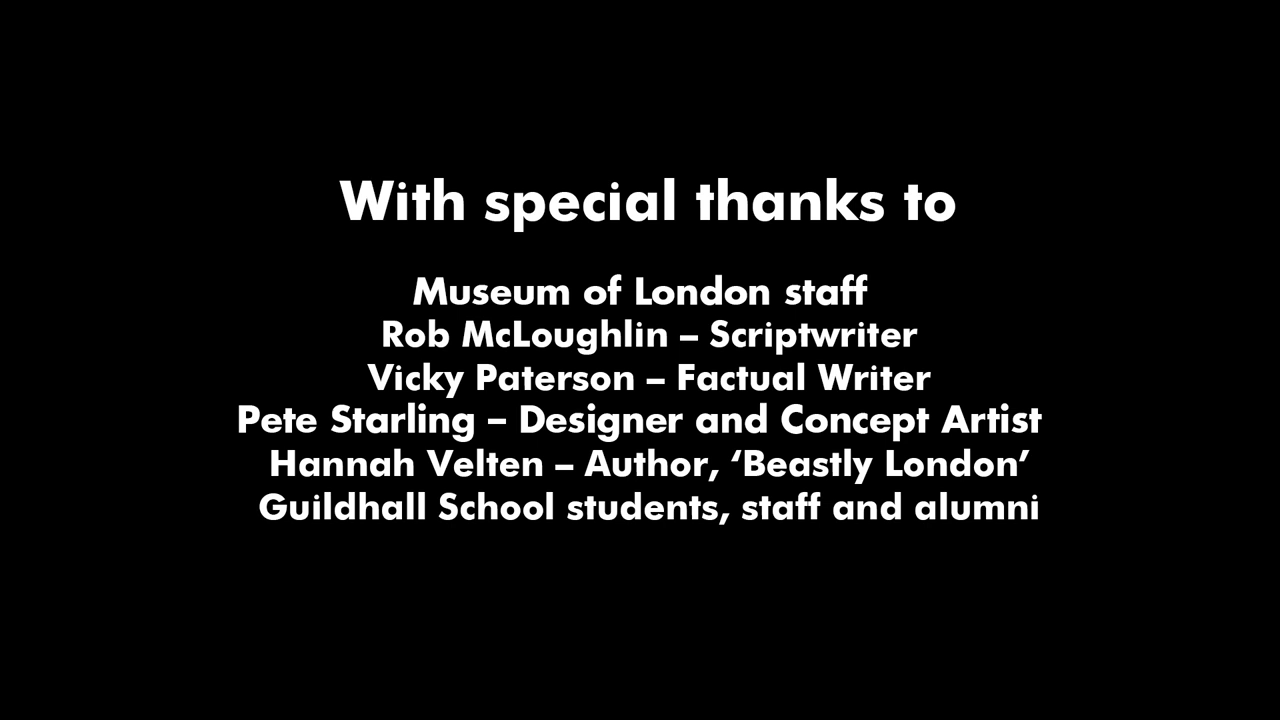 With special thanks to
Museum of London staff
Rob McLoughlin – Scriptwriter
Vicky Paterson – Factual Writer
Pete Starling – Designer and Concept Artist
Hannah Velten – Author, ‘Beastly London’
Guildhall School students, staff and alumni